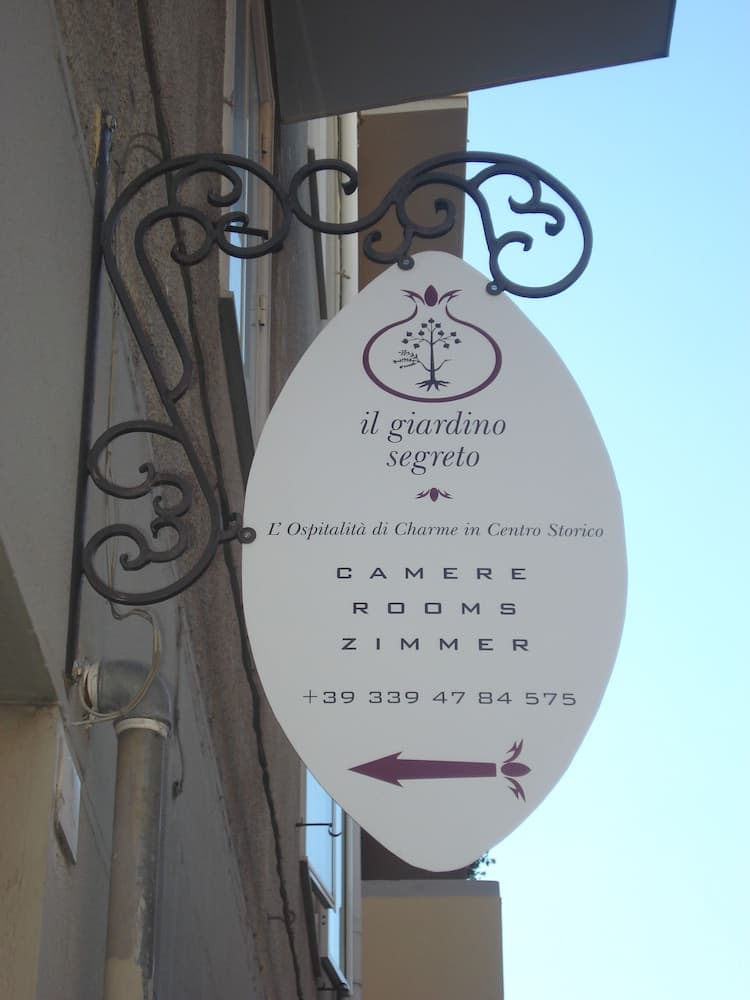 il giardino
segreto
L' Ospitalità di Charme in Centro Storico
CAMERE
ROOMS
ZIMMER
+39 339 47 84 575